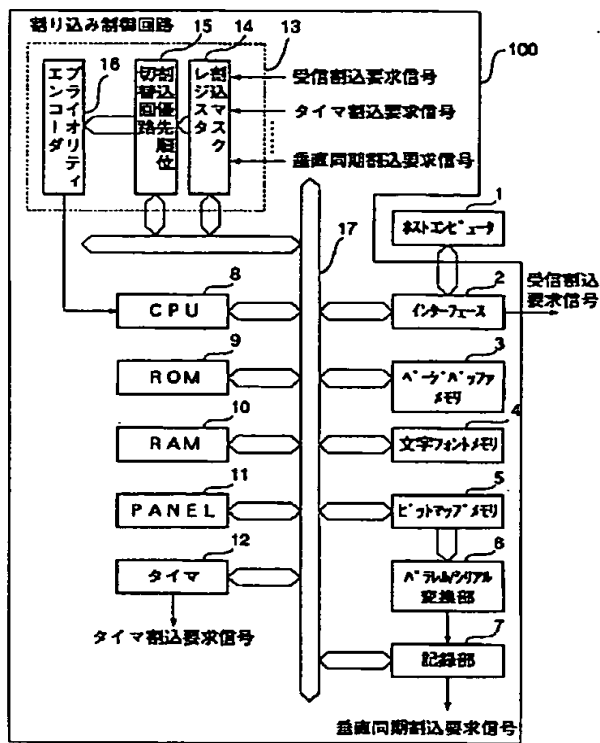 割り込み制御回路
15
14
13
100
16
プライオリティ
エンコーダ
割込優先順位
切替回路
割込マスク
レジスタ
受信割込要求信号
タイマ割込要求信号
垂直同期割込要求信号
17
1
ホストコンピュータ
8
CPU
2
インターフェース
受信割込
要求信号
9
ROM
3
ページバッファ
メモリ
10
RAM
4
文字フォントメモリ
11
PANEL
5
ビットマップメモリ
12
タイマ
6
パラレル/シリアル
変換部
タイマ割込要求信号
7
記録部
垂直同期割込要求信号